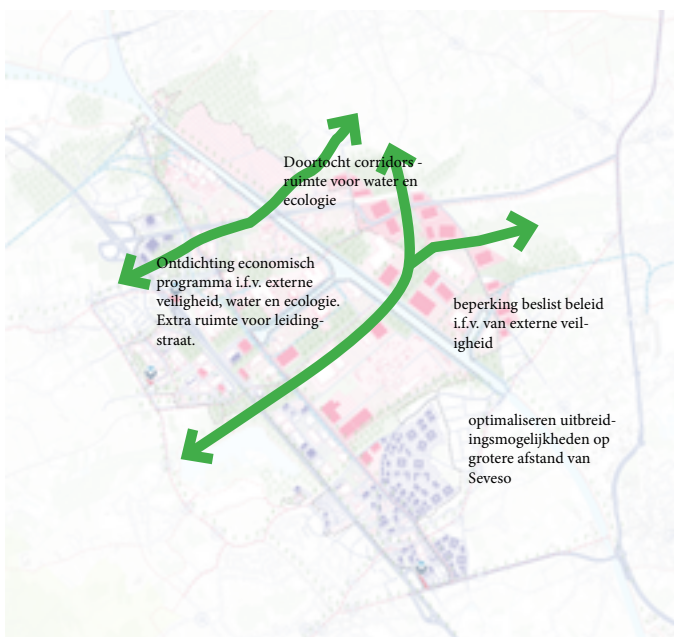 Doortocht corridors -
ruimte voor water en
ecologie
Ontdichting economisch
programma i.f.v. externe
veiligheid, water en ecologie.
Extra ruimte voor leiding-
straat.
beperking beslist beleid
i.f.v. van externe veil-
igheid
optimaliseren uitbreid-
ingsmogelijkheden op
grotere afstand van
Seveso